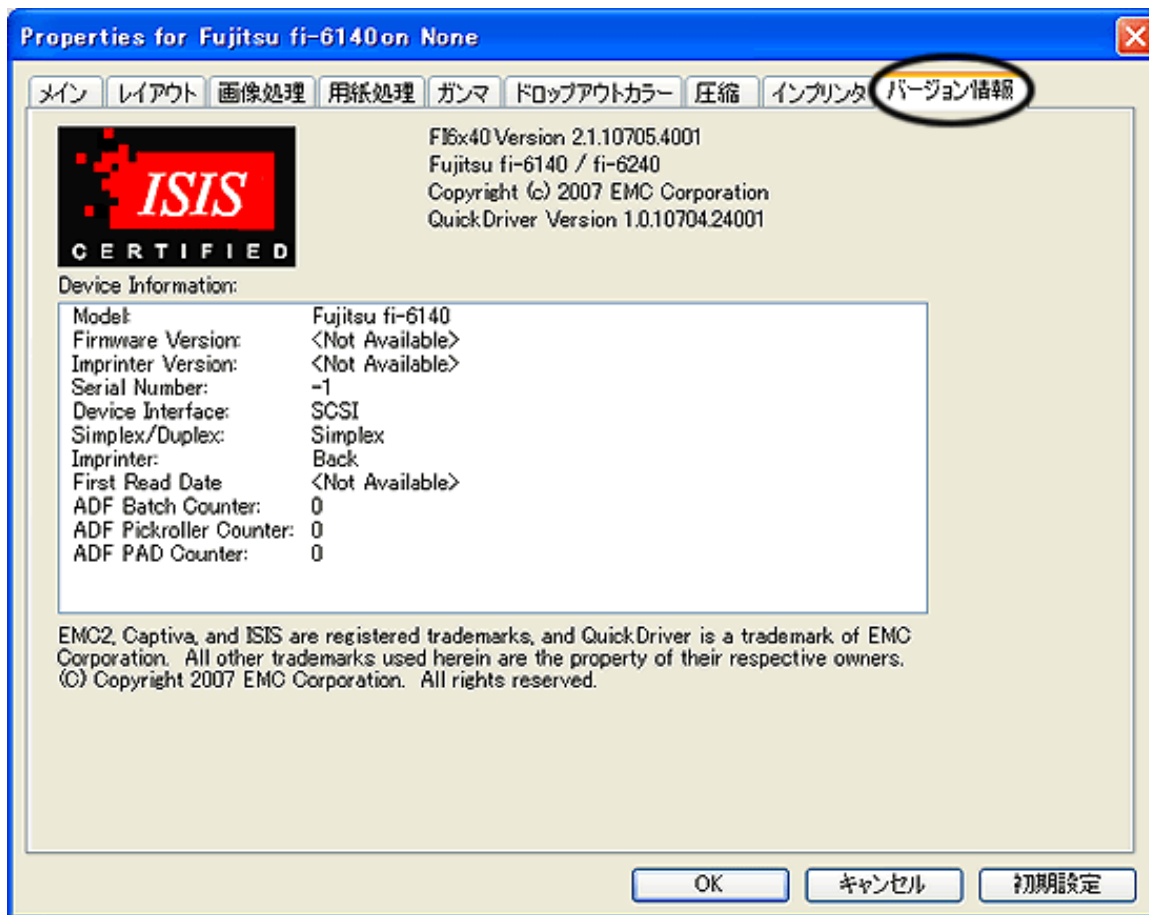 Properties for Fujitsu fi-6140 on None
メイン レイアウト 画像処理 用紙処理 ガンマ ドロップアウトカラー 圧縮 インプリンタ バージョン情報
ISIS
CERTIFIED
FI6x40 Version 2.1.10705.4001
Fujitsu fi-6140 / fi-6240
Copyright (c) 2007 EMC Corporation
QuickDriver Version 1.0.10704.24001
Device Information:
Model: Fujitsu fi-6140
Firmware Version: <Not Available>
Imprinter Version: <Not Available>
Serial Number: -1
Device Interface: SCSI
Simplex/Duplex: Simplex
Imprinter: Back
First Read Date <Not Available>
ADF Batch Counter: 0
ADF Pickroller Counter: 0
ADF PAD Counter: 0
EMC2, Captiva, and ISIS are registered trademarks, and QuickDriver is a trademark of EMC
Corporation. All other trademarks used herein are the property of their respective owners.
(C) Copyright 2007 EMC Corporation. All rights reserved.
OK キャンセル 初期設定